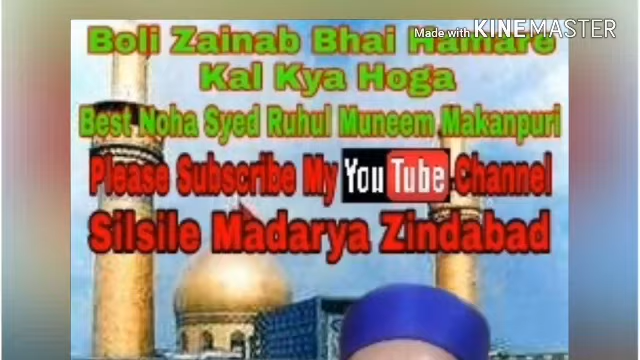 Made with KINEMASTER
Boli Zainab Bhai Hamare
Kal Kya Hoga
Best Noha Syed Ruhul Muneem Makanpuri
Please Subscribe My YouTube Channel
Silsile Madarya Zindabad